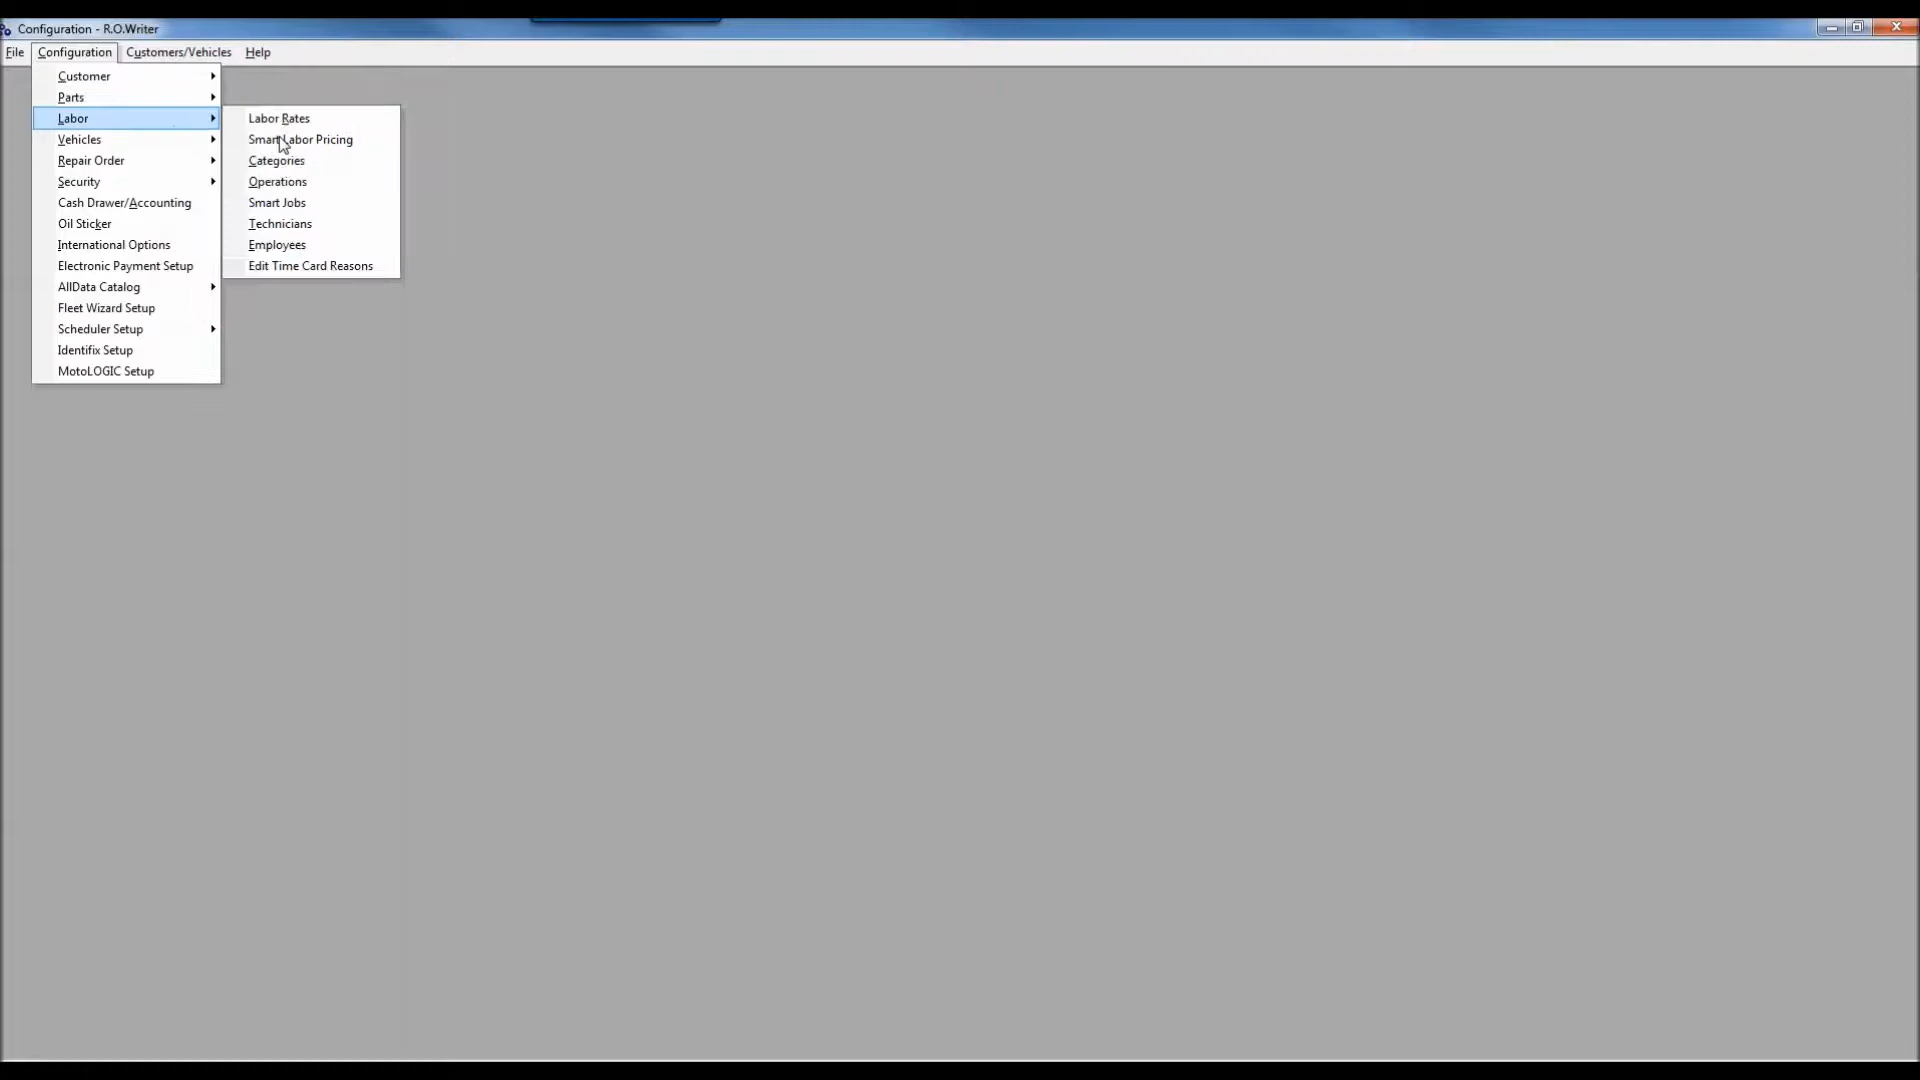 Configuration - R.O.Writer
File Configuration Customers/Vehicles Help
Customer
Parts
Labor
Vehicles
Repair Order
Security
Cash Drawer/Accounting
Oil Sticker
International Options
Electronic Payment Setup
AllData Catalog
Fleet Wizard Setup
Scheduler Setup
Identifix Setup
MotoLOGIC Setup
Labor Rates
Smart Labor Pricing
Categories
Operations
Smart Jobs
Technicians
Employees
Edit Time Card Reasons